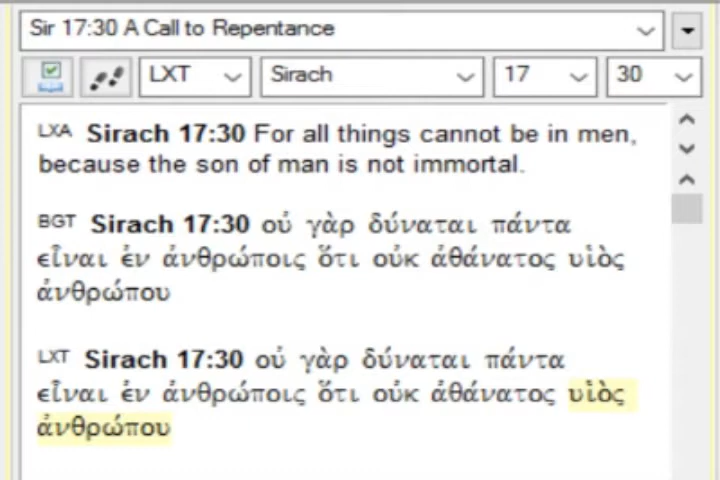 Sir 17:30 A Call to Repentance
LXT Sirach 17 30
LXA Sirach 17:30 For all things cannot be in men,
because the son of man is not immortal.
BGT Sirach 17:30 οὐ γὰρ δύναται πάντα
εἶναι ἐν ἀνθρώποις ὅτι οὐκ ἀθάνατος υἱὸς
ἀνθρώπου
LXT Sirach 17:30 οὐ γὰρ δύναται πάντα
εἶναι ἐν ἀνθρώποις ὅτι οὐκ ἀθάνατος υἱὸς
ἀνθρώπου